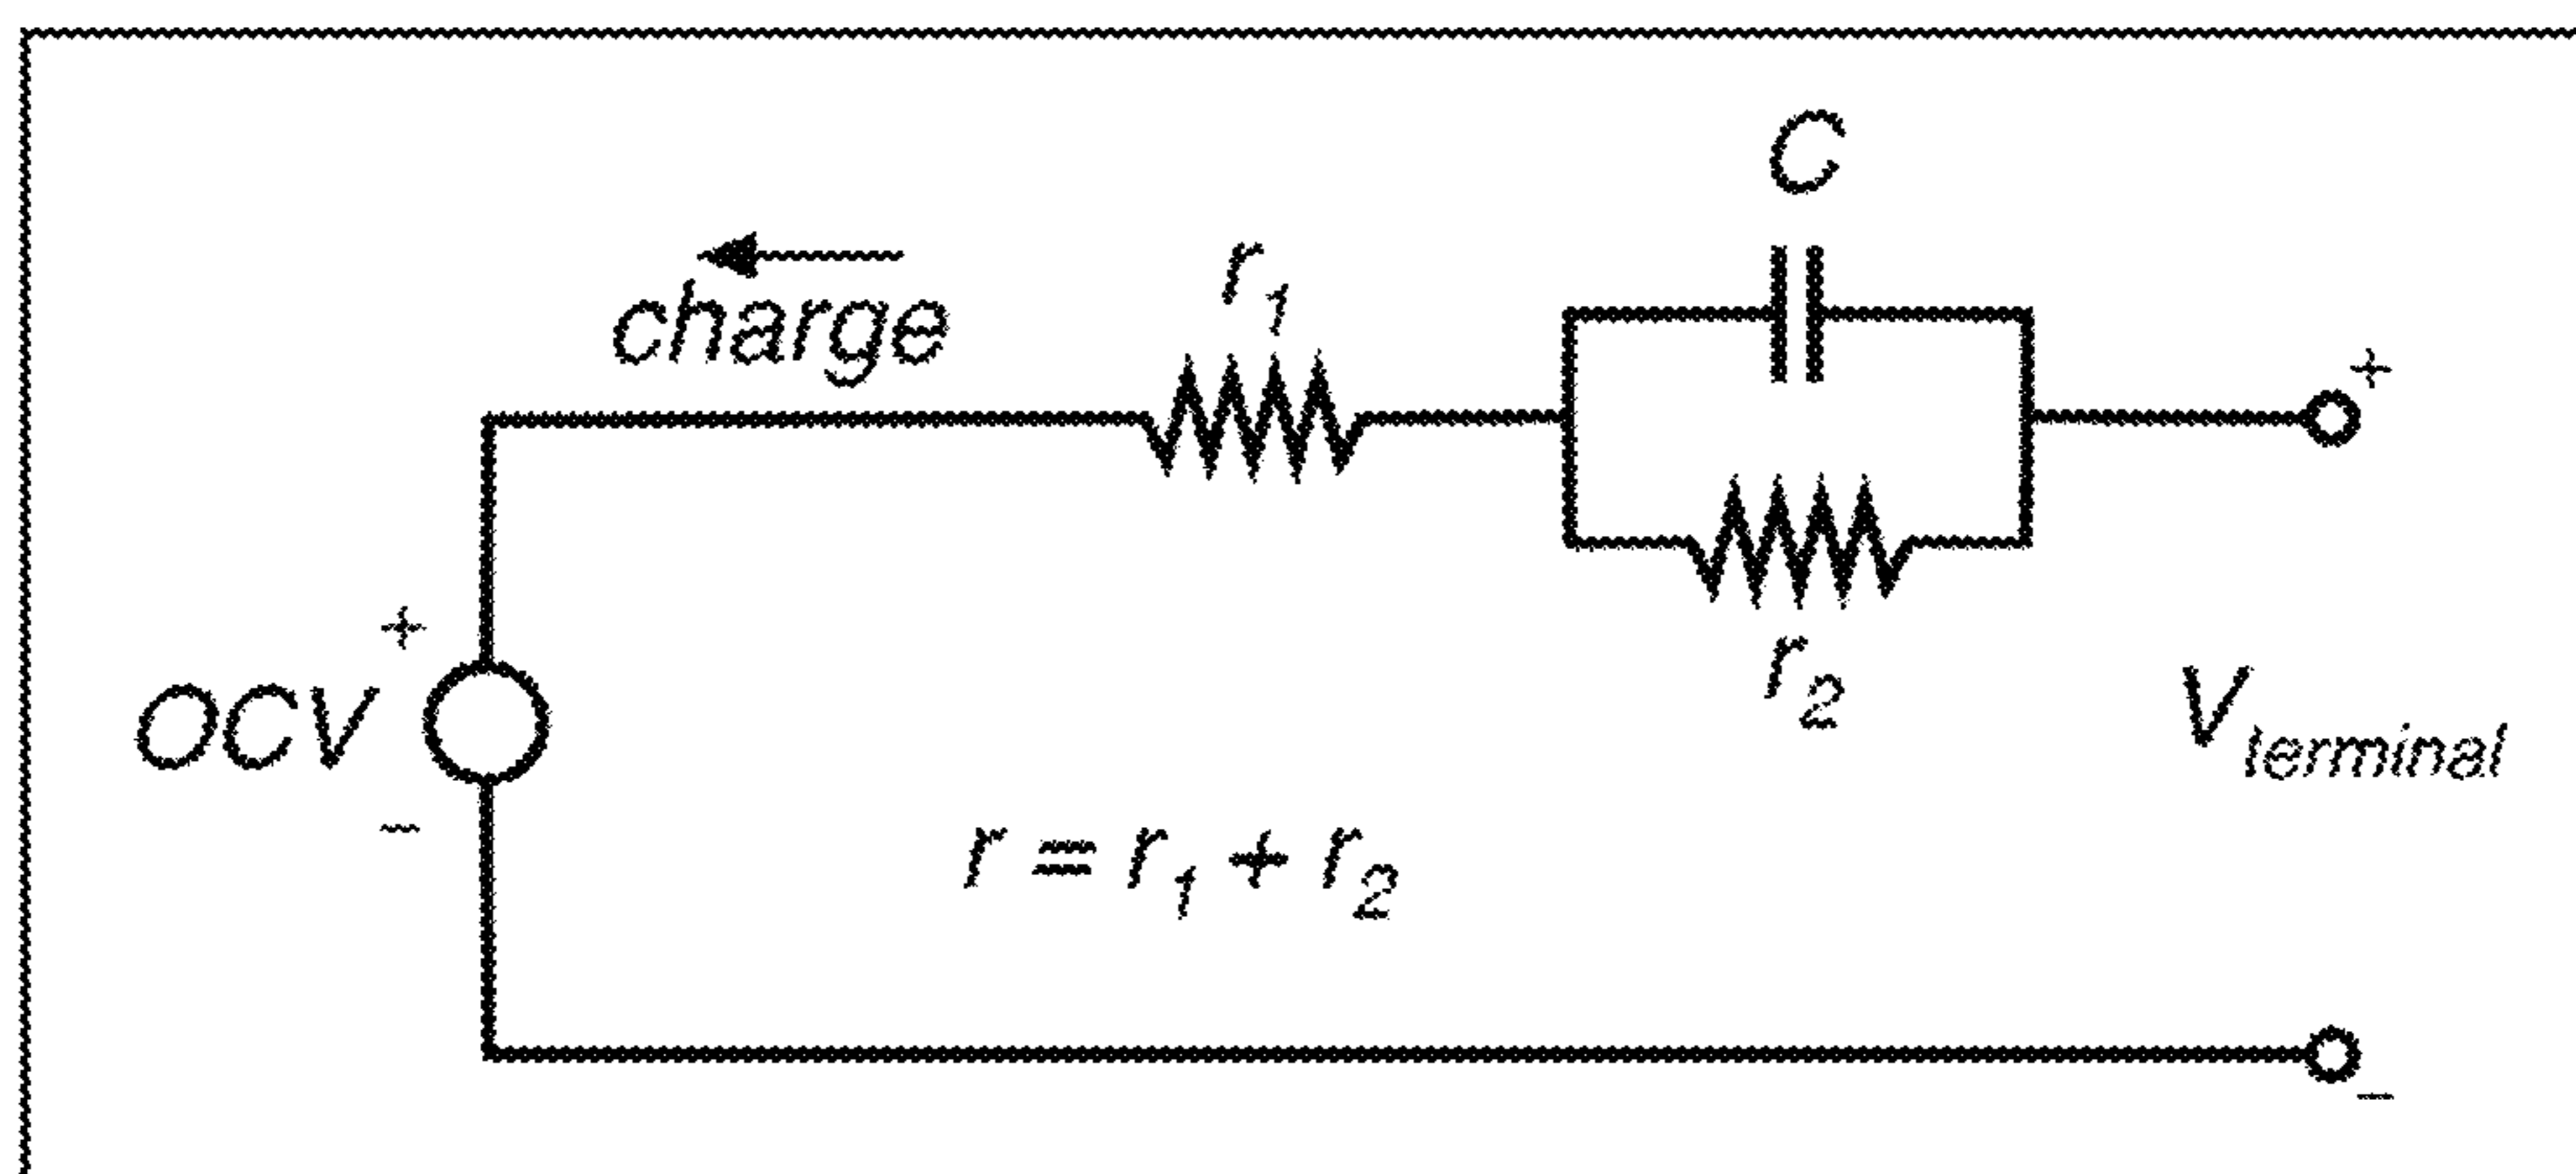 C
r1
charge
+
r2
+
OCV
−
Vterminal
r = r1 + r2
−